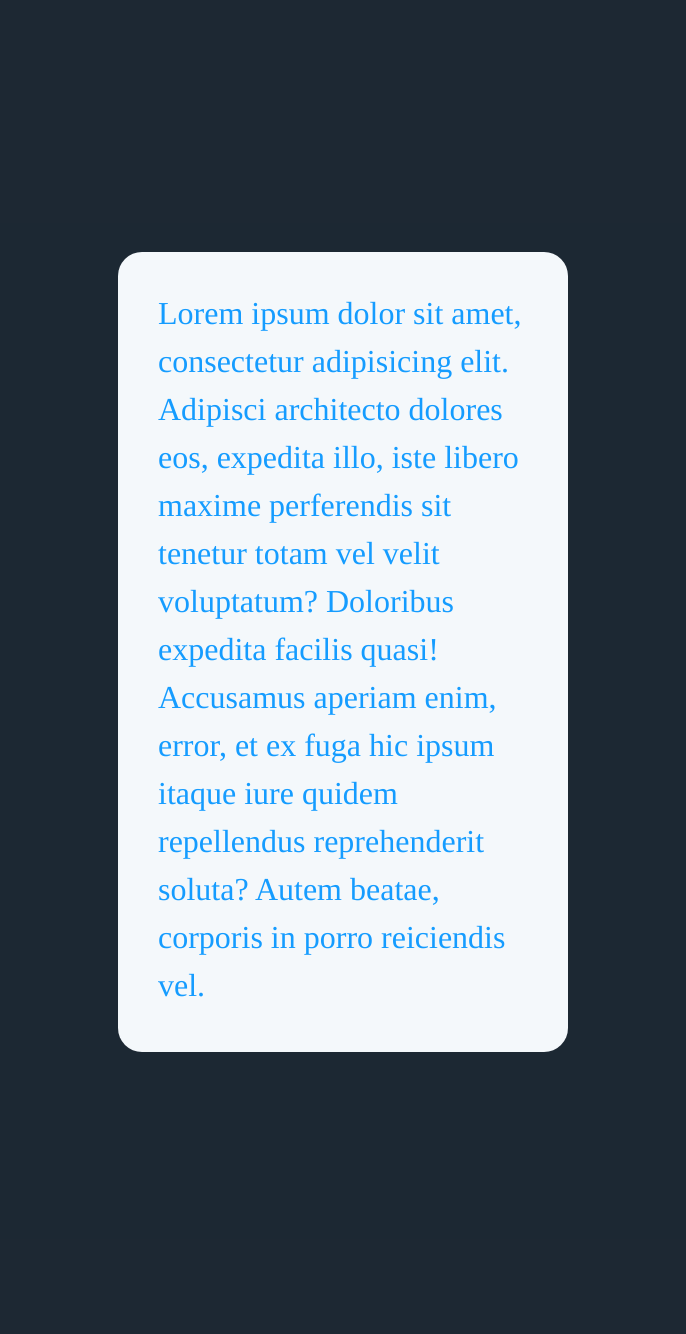 Lorem ipsum dolor sit amet,
consectetur adipisicing elit.
Adipisci architecto dolores
eos, expedita illo, iste libero
maxime perferendis sit
tenetur totam vel velit
voluptatum? Doloribus
expedita facilis quasi!
Accusamus aperiam enim,
error, et ex fuga hic ipsum
itaque iure quidem
repellendus reprehenderit
soluta? Autem beatae,
corporis in porro reiciendis
vel.